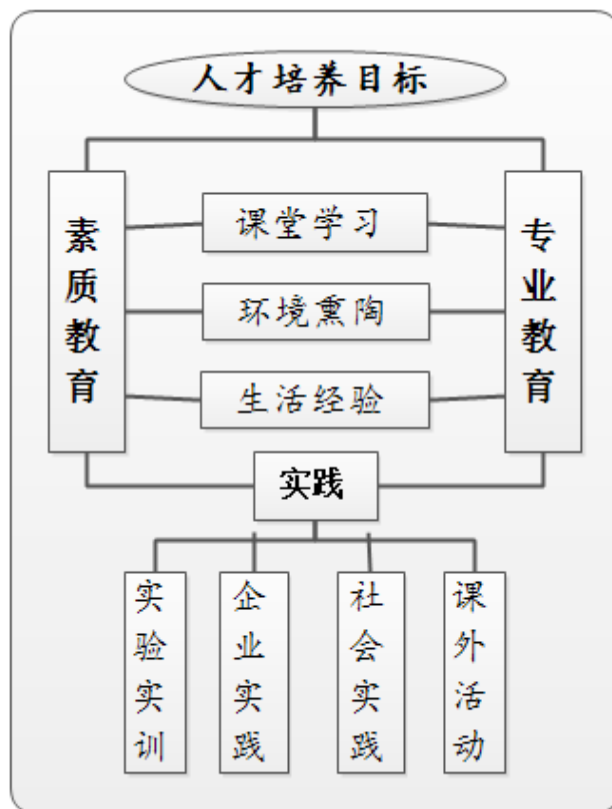 人才培养目标
素质教育
课堂学习
环境熏陶
生活经验
专业教育
实践
实验实训
企业实践
社会实践
课外活动